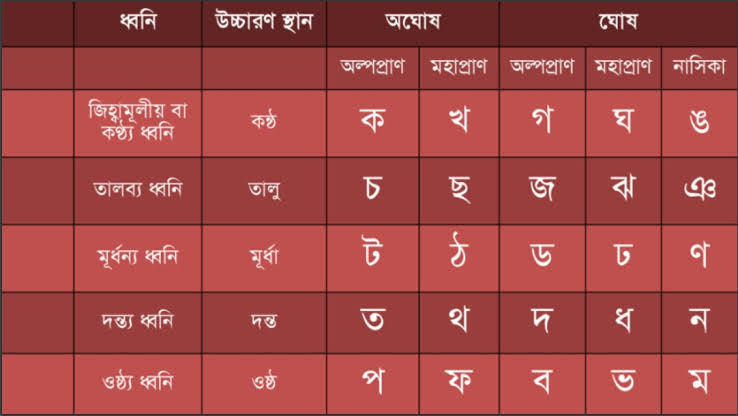 ধ্বনি উচ্চারণ স্থান অঘোষ ঘোষ
অল্পপ্রাণ মহাপ্রাণ অল্পপ্রাণ মহাপ্রাণ নাসিকা
জিহ্বামূলীয় বা
কণ্ঠ্য ধ্বনি কন্ঠ ক খ গ ঘ ঙ
তালব্য ধ্বনি তালু চ ছ জ ঝ ঞ
মূর্ধন্য ধ্বনি মূর্ধা ট ঠ ড ঢ ণ
দন্ত্য ধ্বনি দন্ত ত থ দ ধ ন
ওষ্ঠ্য ধ্বনি ওষ্ঠ প ফ ব ভ ম